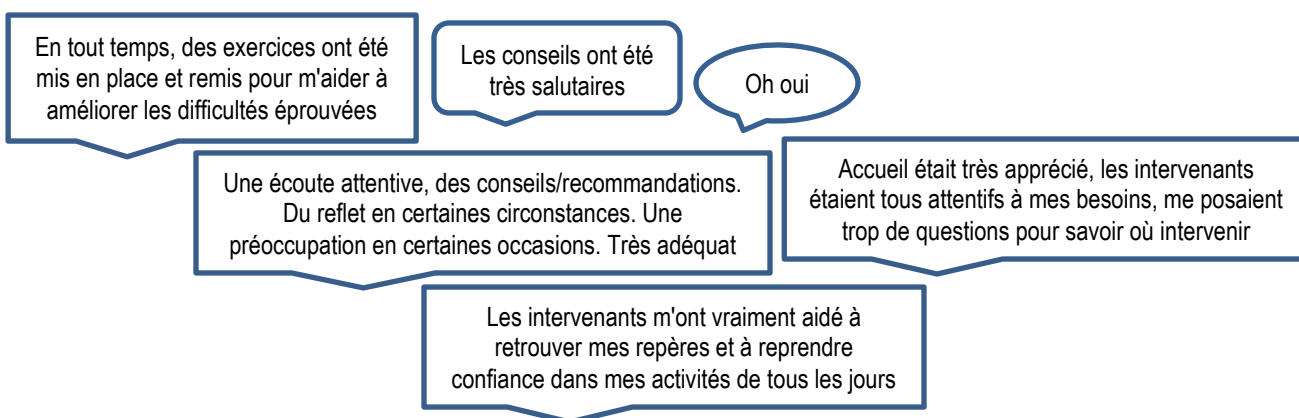 En tout temps, des exercices ont été
mis en place et remis pour m'aider à
améliorer les difficultés éprouvées
Les conseils ont été
très salutaires
Oh oui
Une écoute attentive, des conseils/recommandations.
Du reflet en certaines circonstances. Une
préoccupation en certaines occasions. Très adéquat
Accueil était très apprécié, les intervenants
étaient tous attentifs à mes besoins, me posaient
trop de questions pour savoir où intervenir
Les intervenants m'ont vraiment aidé à
retrouver mes repères et à reprendre
confiance dans mes activités de tous les jours